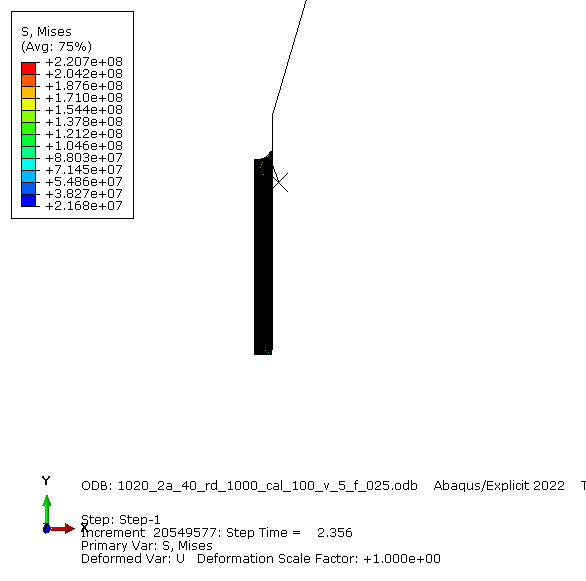 S, Mises
(Avg: 75%)
+2.207e+08
+2.042e+08
+1.876e+08
+1.710e+08
+1.544e+08
+1.378e+08
+1.212e+08
+1.046e+08
+8.803e+07
+7.145e+07
+5.486e+07
+3.827e+07
+2.168e+07
Y
ODB: 1020_2a_40_rd_1000_cal_100_v_5_f_025.odb Abaqus/Explicit 2022 T
X
Step: Step-1
Increment 20549577: Step Time = 2.356
Primary Var: S, Mises
Deformed Var: U Deformation Scale Factor: +1.000e+00